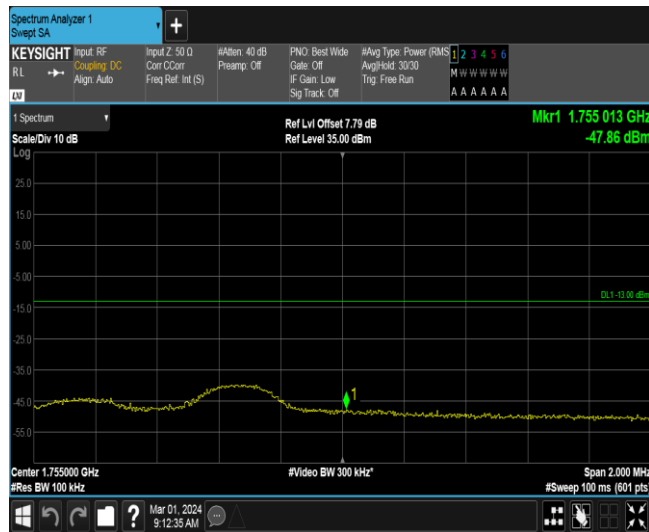 Spectrum Analyzer 1
Swept SA
KEYSIGHT
RL
LXI
Input: RF
Coupling: DC
Align: Auto
Input Z: 50 Ω
Corr CCorr
Freq Ref: Int (S)
#Atten: 40 dB
Preamp: Off
PNO: Best Wide
Gate: Off
IF Gain: Low
Sig Track: Off
#Avg Type: Power (RMS
Avg|Hold: 30/30
Trig: Free Run
1 2 3 4 5 6
M W W W W W
A A A A A A
1 Spectrum
Scale/Div 10 dB
Log
Ref Lvl Offset 7.79 dB
Ref Level 35.00 dBm
Mkr1 1.755 013 GHz
-47.86 dBm
25.0
15.0
5.00
-5.00
DL1 -13.00 dBm
-15.0
-25.0
-35.0
1
-45.0
-55.0
Center 1.755000 GHz
#Res BW 100 kHz
#Video BW 300 kHz*
Span 2.000 MHz
#Sweep 100 ms (601 pts)
?
Mar 01, 2024
9:12:35 AM